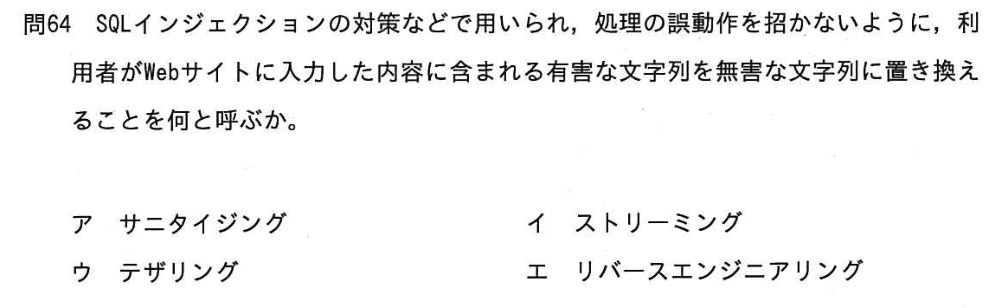 問64 SQLインジェクションの対策などで用いられ，処理の誤動作を招かないように，利
用者がWebサイトに入力した内容に含まれる有害な文字列を無害な文字列に置き換え
ることを何と呼ぶか。
ア サニタイジング イ ストリーミング
ウ テザリング エ リバースエンジニアリング